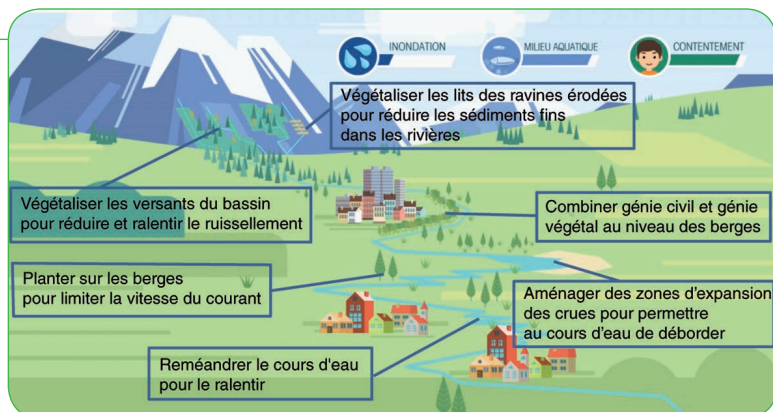 INONDATION
MILIEU AQUATIQUE
CONTENTEMENT
Végétaliser les lits des ravines érodées
pour réduire les sédiments fins
dans les rivières
Végétaliser les versants du bassin
pour réduire et ralentir le ruissellement
Combiner génie civil et génie
végétal au niveau des berges
Planter sur les berges
pour limiter la vitesse du courant
Aménager des zones d'expansion
des crues pour permettre
au cours d'eau de déborder
Reméandrer le cours d'eau
pour le ralentir